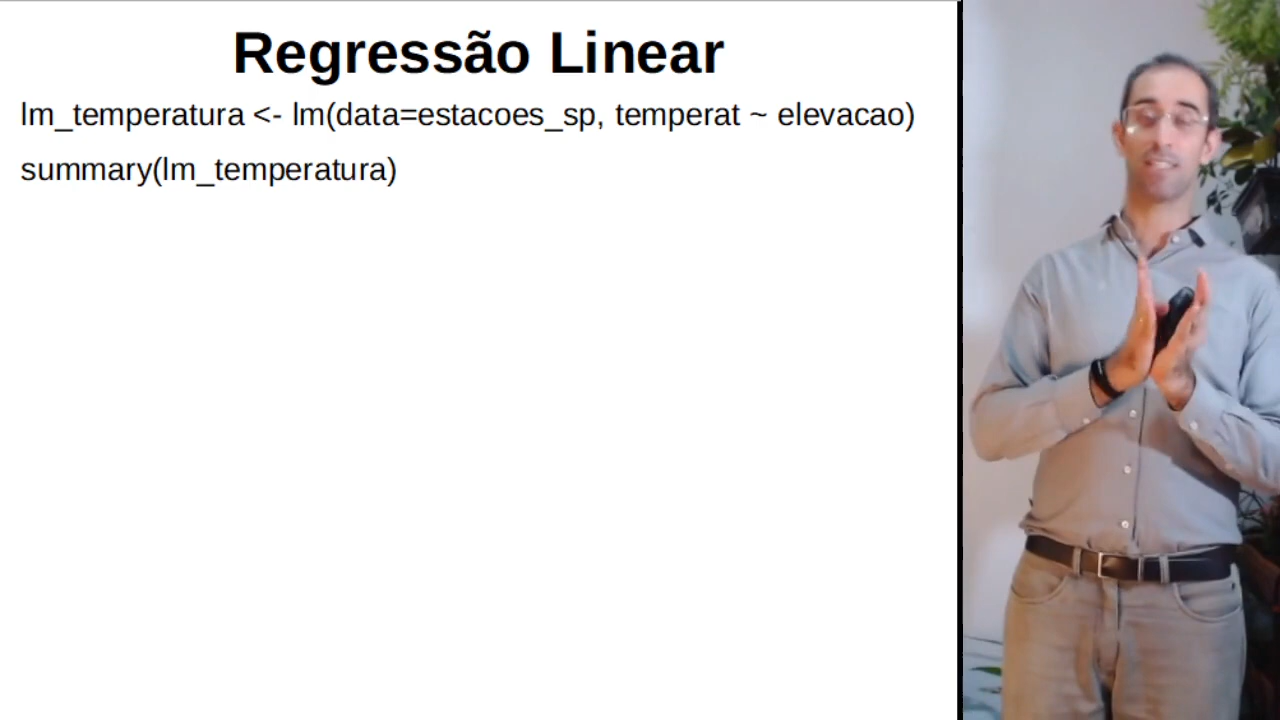 Regressão Linear
lm_temperatura <- lm(data=estacoes_sp, temperat ~ elevacao)
summary(lm_temperatura)